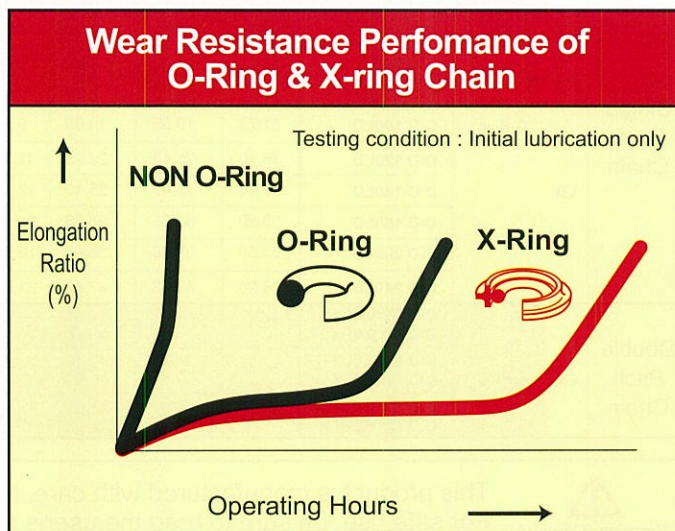 Wear Resistance Perfomance of
O-Ring & X-ring Chain
Testing condition : Initial lubrication only
NON O-Ring
Elongation
Ratio
(%)
O-Ring
X-Ring
Operating Hours